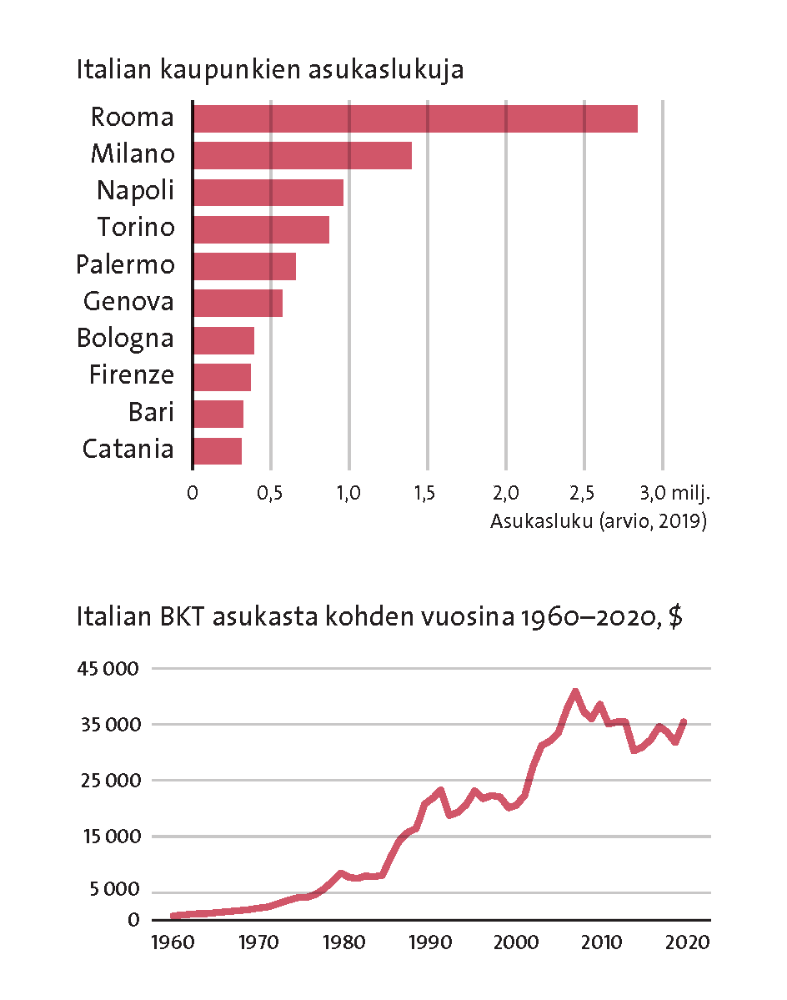 Italian kaupunkien asukaslukuja
Rooma
Milano
Napoli
Torino
Palermo
Genova
Bologna
Firenze
Bari
Catania
0 0,5 1,0 1,5 2,0 2,5 3,0 milj.
Asukasluku (arvio, 2019)
Italian BKT asukasta kohden vuosina 1960–2020, $
45 000
35 000
25 000
15 000
5 000
0
1960 1970 1980 1990 2000 2010 2020